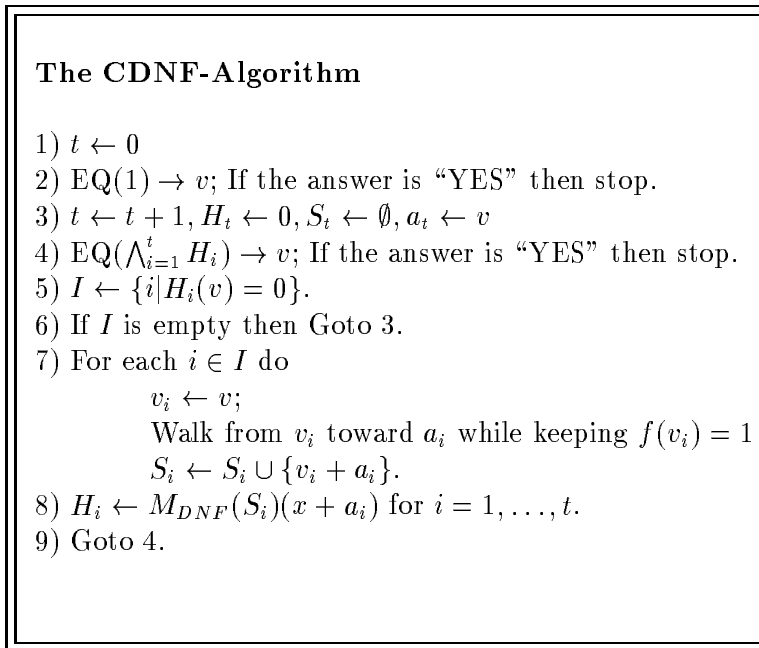 The CDNF-Algorithm
1) t ← 0
2) EQ(1) → v; If the answer is “YES” then stop.
3) t ← t + 1, H_t ← 0, S_t ← ∅, a_t ← v
4) EQ(⋀_{i=1}^{t} H_i) → v; If the answer is “YES” then stop.
5) I ← {i|H_i(v) = 0}.
6) If I is empty then Goto 3.
7) For each i ∈ I do
v_i ← v;
Walk from v_i toward a_i while keeping f(v_i) = 1
S_i ← S_i ∪ {v_i + a_i}.
8) H_i ← M_{DNF}(S_i)(x + a_i) for i = 1, . . . , t.
9) Goto 4.